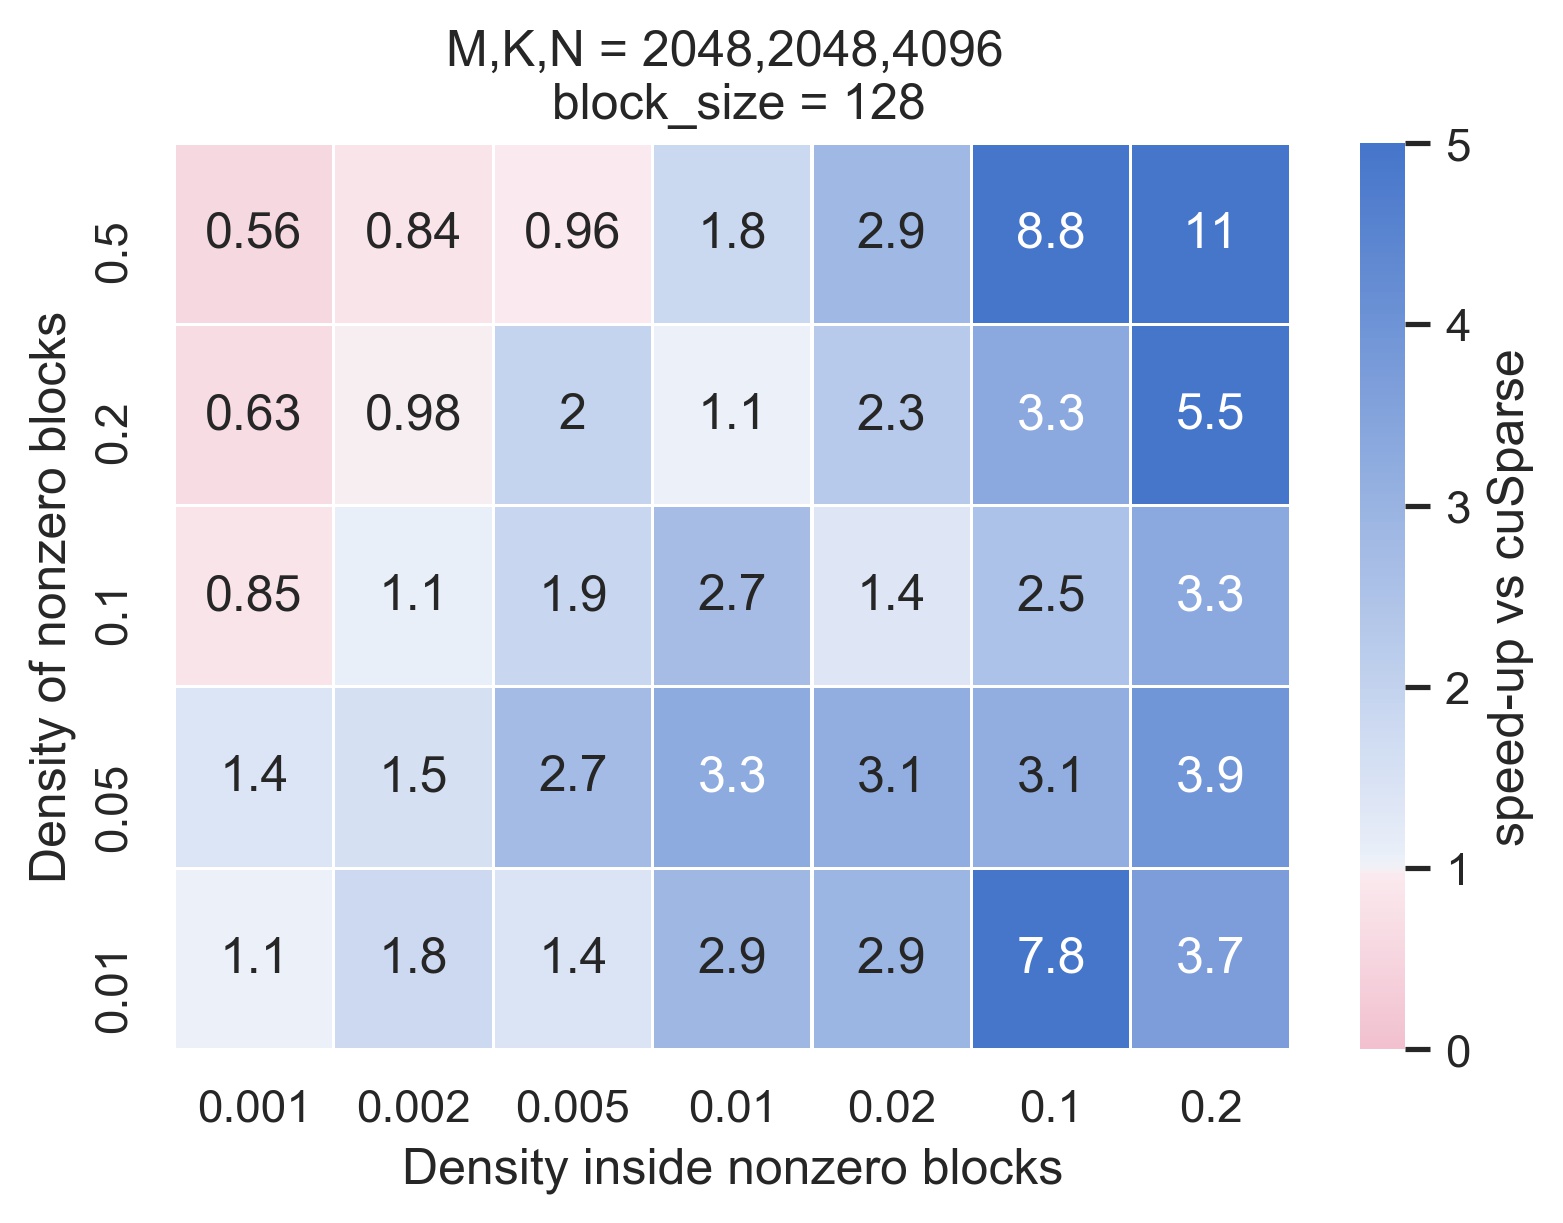 M,K,N = 2048,2048,4096
block_size = 128
Density of nonzero blocks
0.5
0.56 0.84 0.96 1.8 2.9 8.8 11
0.2
0.63 0.98 2 1.1 2.3 3.3 5.5
0.1
0.85 1.1 1.9 2.7 1.4 2.5 3.3
0.05
1.4 1.5 2.7 3.3 3.1 3.1 3.9
0.01
1.1 1.8 1.4 2.9 2.9 7.8 3.7
0.001 0.002 0.005 0.01 0.02 0.1 0.2
Density inside nonzero blocks
5
4
3
2
1
0
speed-up vs cuSparse